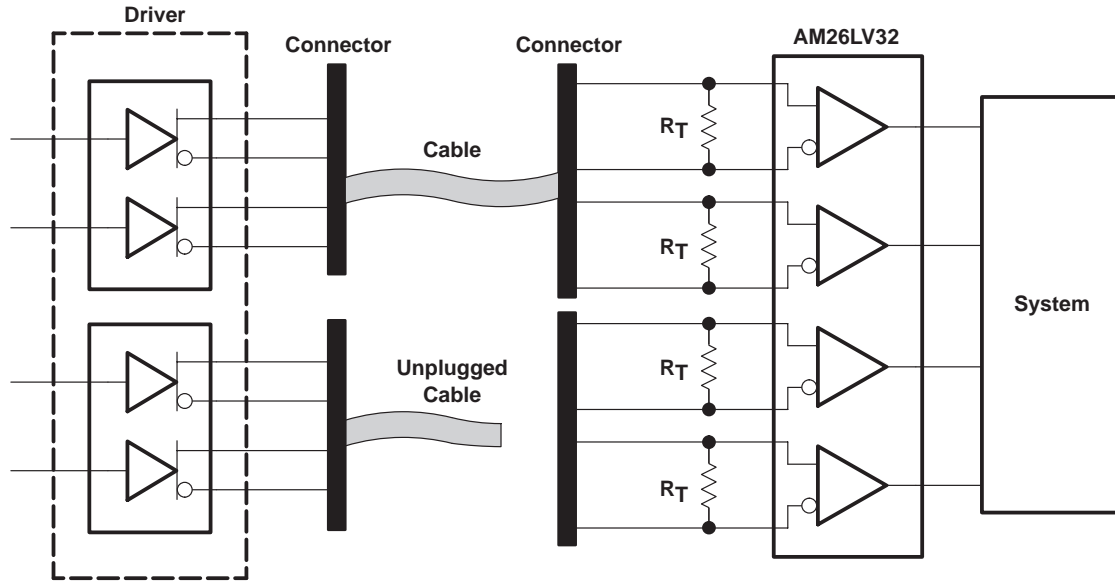 Driver
Connector
Connector
AM26LV32
Cable
RT
RT
System
Unplugged
Cable
RT
RT